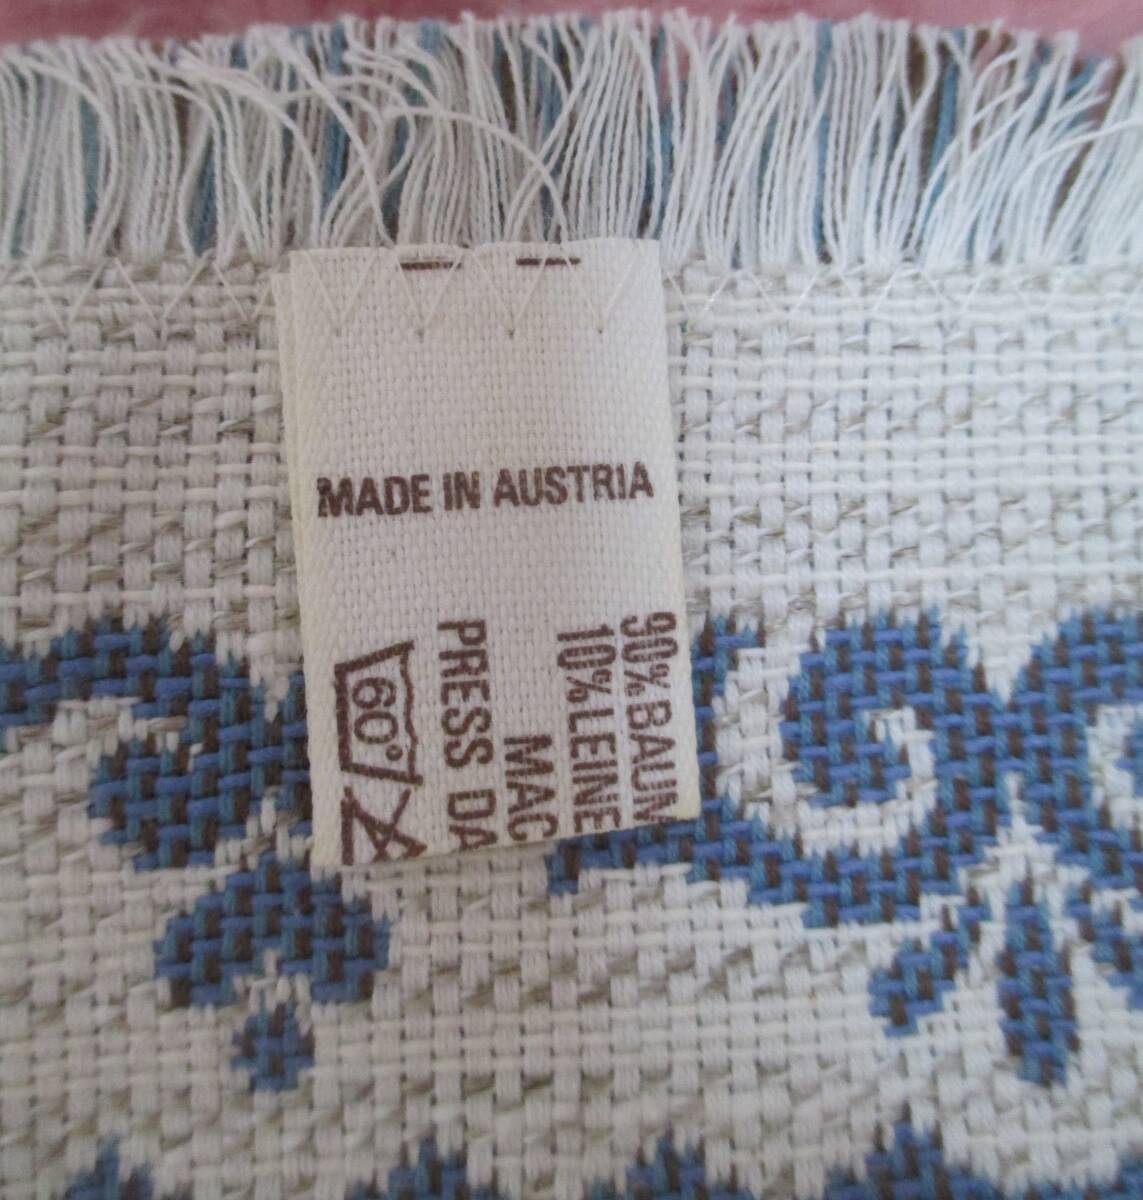 MADE IN AUSTRIA
90% BAUM
10% LEINE
MAC
PRESS DA
60°